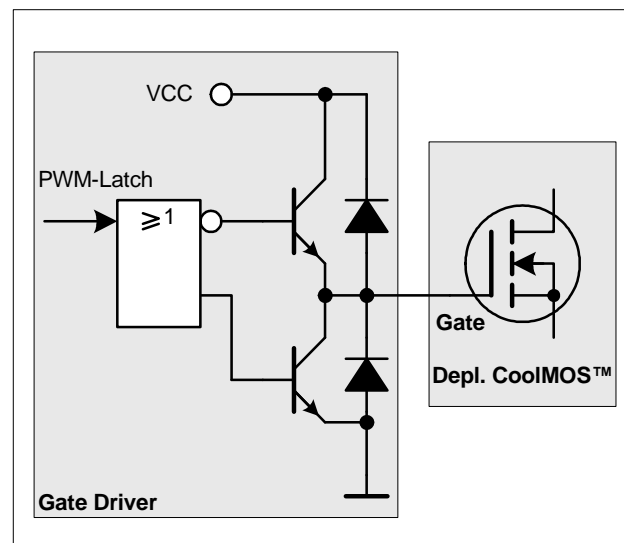 VCC
PWM-Latch
≥1
Gate
Depl. CoolMOS™
Gate Driver